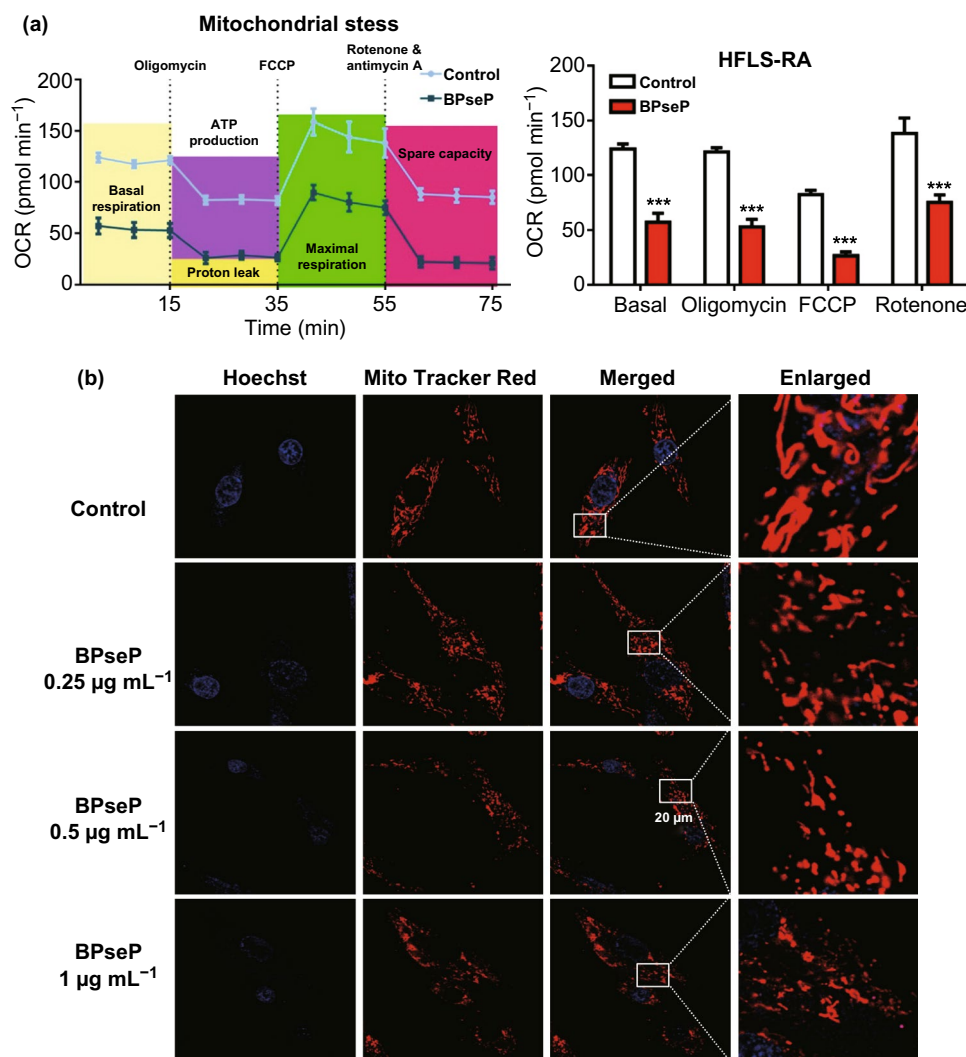 (a)
Mitochondrial stess
Oligomycin
FCCP
Rotenone &
antimycin A
Control
BPseP
OCR (pmol min⁻¹)
200
150
100
50
0
ATP
production
Basal
respiration
Proton leak
Maximal
respiration
Spare capacity
15
35
55
75
Time (min)
HFLS-RA
Control
BPseP
OCR (pmol min⁻¹)
200
150
100
50
0
***
***
***
***
Basal
Oligomycin
FCCP
Rotenone
(b)
Hoechst
Mito Tracker Red
Merged
Enlarged
Control
BPseP
0.25 µg mL⁻¹
BPseP
0.5 µg mL⁻¹
20 µm
BPseP
1 µg mL⁻¹